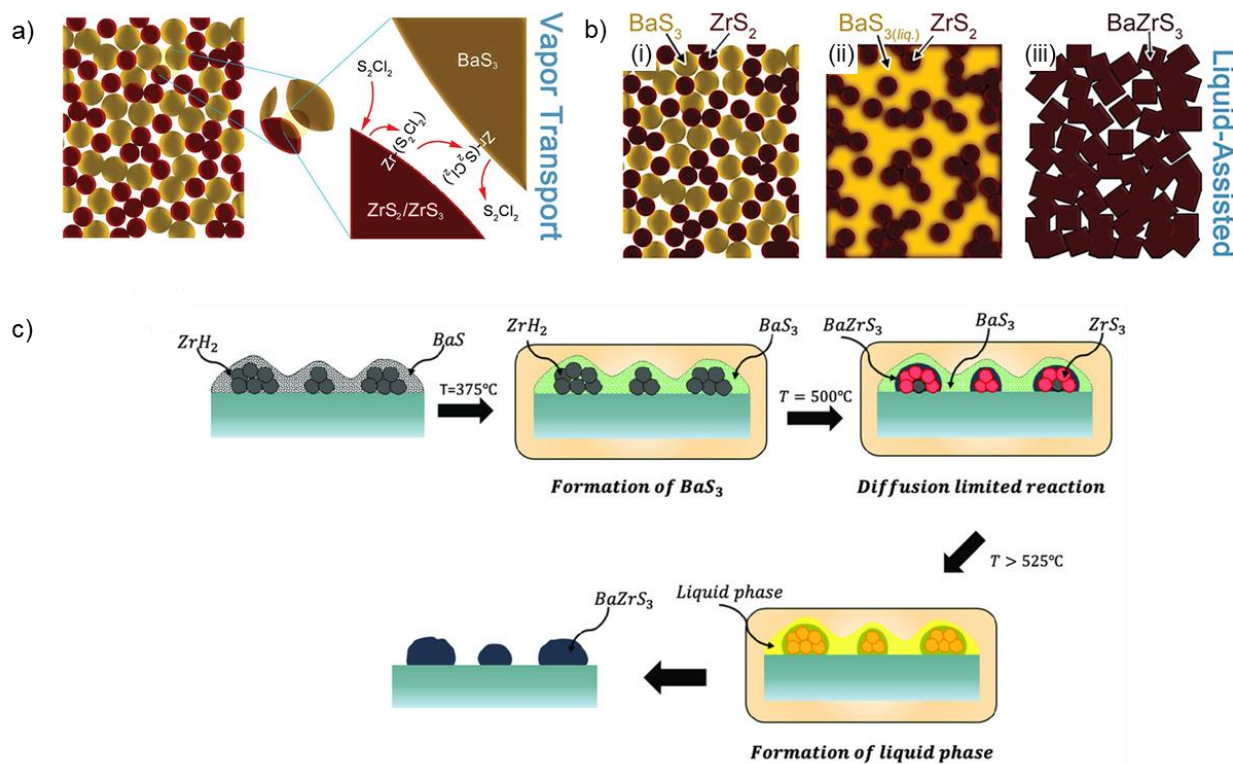 a)
S₂Cl₂
BaS₃
Zr(S₂Cl₂)
Zr(S₂Cl₂)
ZrS₂/ZrS₃
S₂Cl₂
Vapor Transport
b)
BaS₃ ZrS₂
(i)
BaS₃(liq.) ZrS₂
(ii)
BaZrS₃
(iii)
Liquid-Assisted
c)
ZrH₂
BaS
T=375°C
ZrH₂
BaS₃
Formation of BaS₃
T = 500°C
BaZrS₃
BaS₃
ZrS₃
Diffusion limited reaction
T > 525°C
Liquid phase
Formation of liquid phase
BaZrS₃